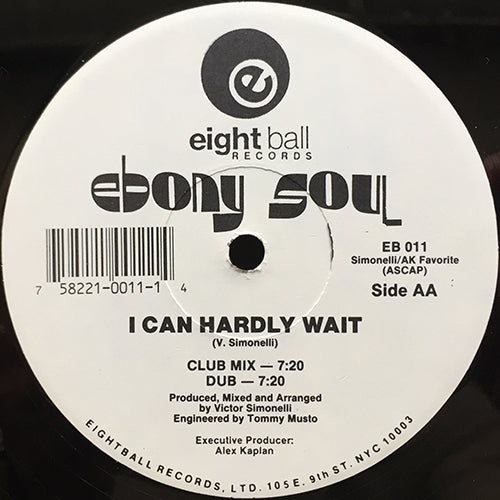 e
eight ball
RECORDS
ebony soul
EB 011
Simonelli/AK Favorite
(ASCAP)
Side AA
7 58221-0011-1 4
I CAN HARDLY WAIT
(V. Simonelli)
CLUB MIX — 7:20
DUB — 7:20
Produced, Mixed and Arranged
by Victor Simonelli
Engineered by Tommy Musto
Executive Producer:
Alex Kaplan
EIGHTBALL RECORDS, LTD. 105 E. 9th ST. NYC 10003